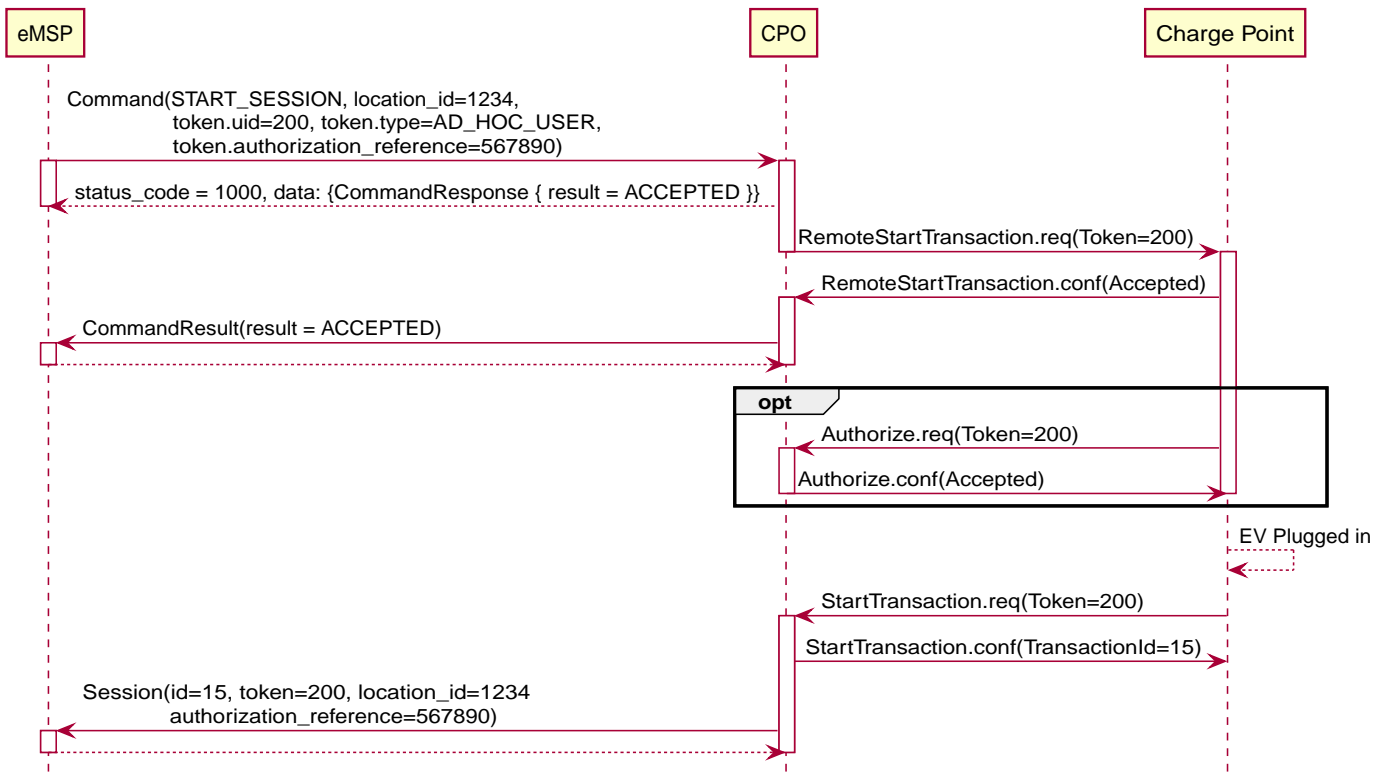 eMSP
CPO
Charge Point
Command(START_SESSION, location_id=1234,
token.uid=200, token.type=AD_HOC_USER,
token.authorization_reference=567890)
status_code = 1000, data: {CommandResponse { result = ACCEPTED }}
RemoteStartTransaction.req(Token=200)
RemoteStartTransaction.conf(Accepted)
CommandResult(result = ACCEPTED)
opt
Authorize.req(Token=200)
Authorize.conf(Accepted)
EV Plugged in
StartTransaction.req(Token=200)
StartTransaction.conf(TransactionId=15)
Session(id=15, token=200, location_id=1234
authorization_reference=567890)